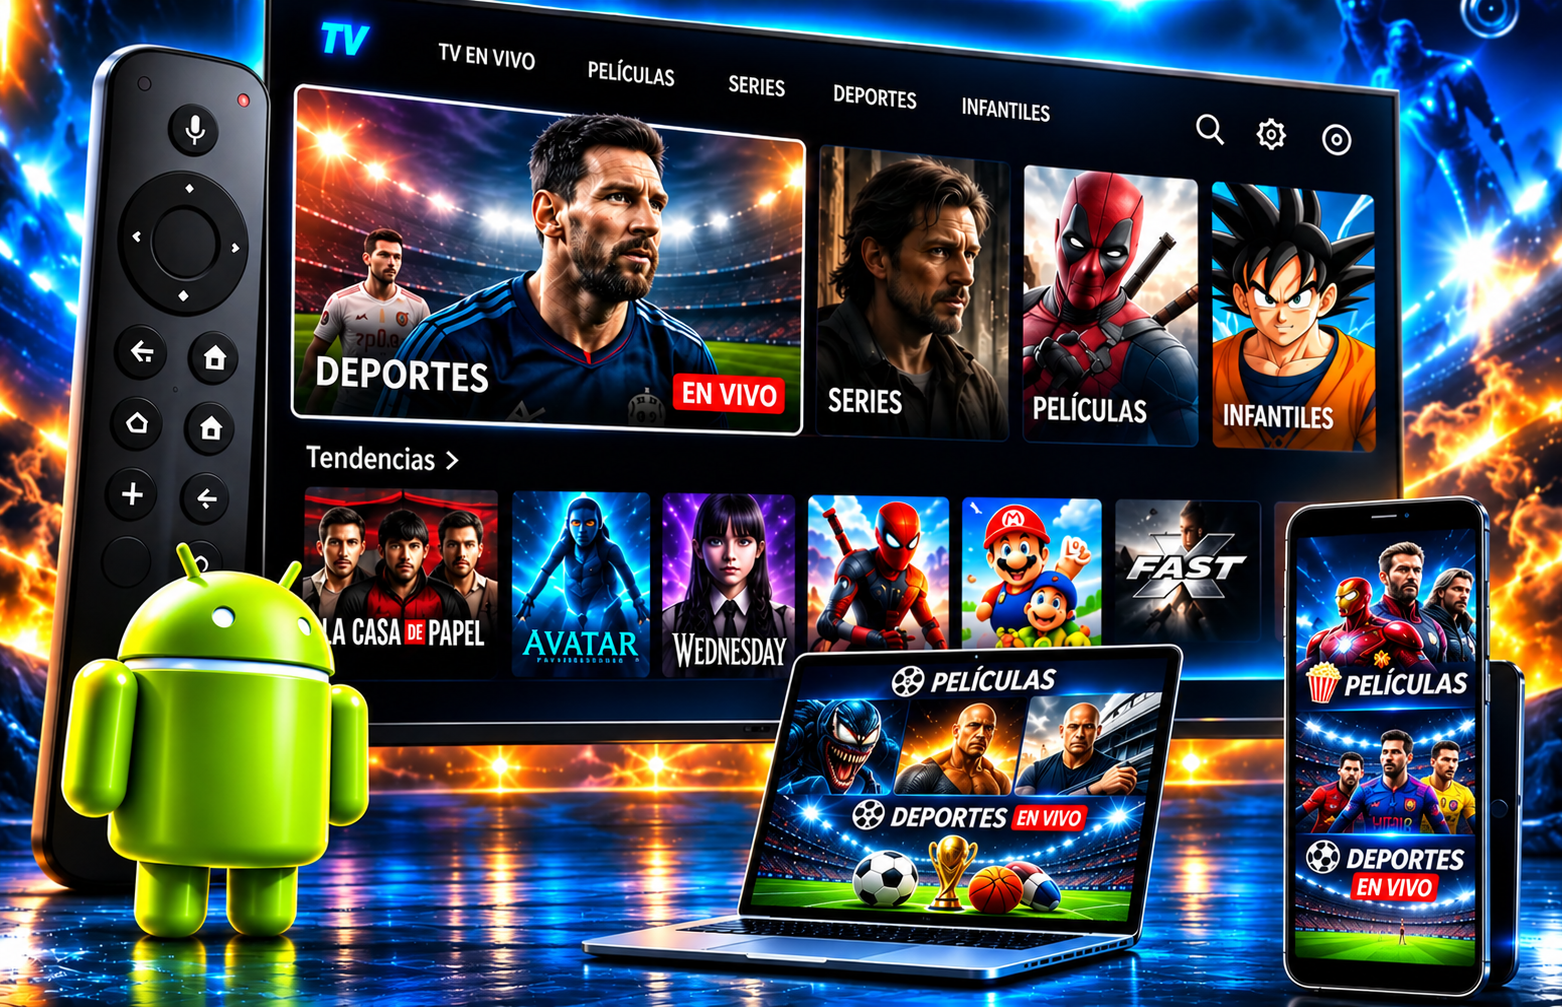 TV
TV EN VIVO
PELÍCULAS
SERIES
DEPORTES
INFANTILES
DEPORTES
EN VIVO
SERIES
PELÍCULAS
INFANTILES
Tendencias >
LA CASA DE PAPEL
AVATAR
WEDNESDAY
M
FAST X
PELÍCULAS
DEPORTES EN VIVO
PELÍCULAS
DEPORTES
EN VIVO